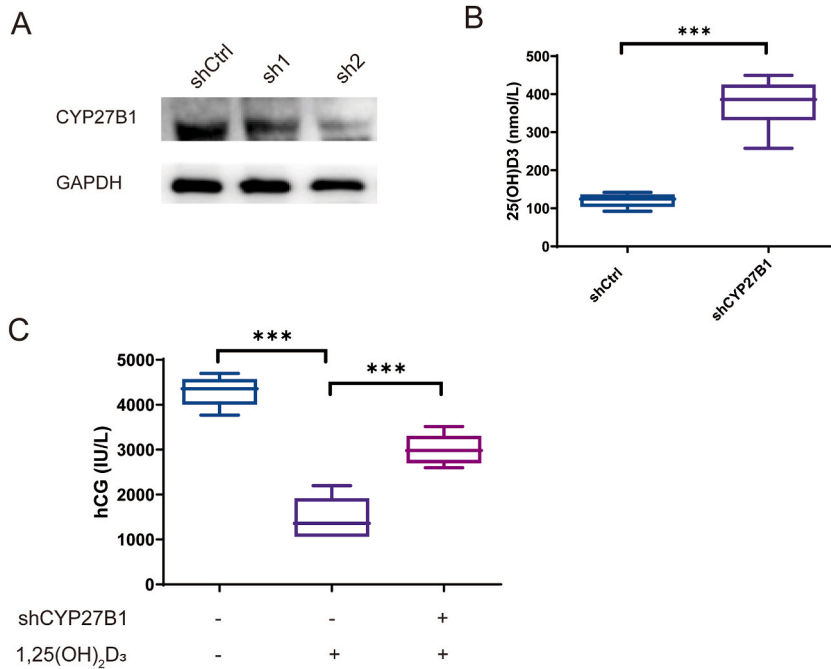 A
shCtrl sh1 sh2
CYP27B1
GAPDH
B
***
25(OH)D3 (nmol/L)
500
400
300
200
100
0
shCtrl shCYP27B1
C
*** ***
hCG (IU/L)
5000
4000
3000
2000
1000
0
shCYP27B1 - - +
1,25(OH)₂D₃ - + +